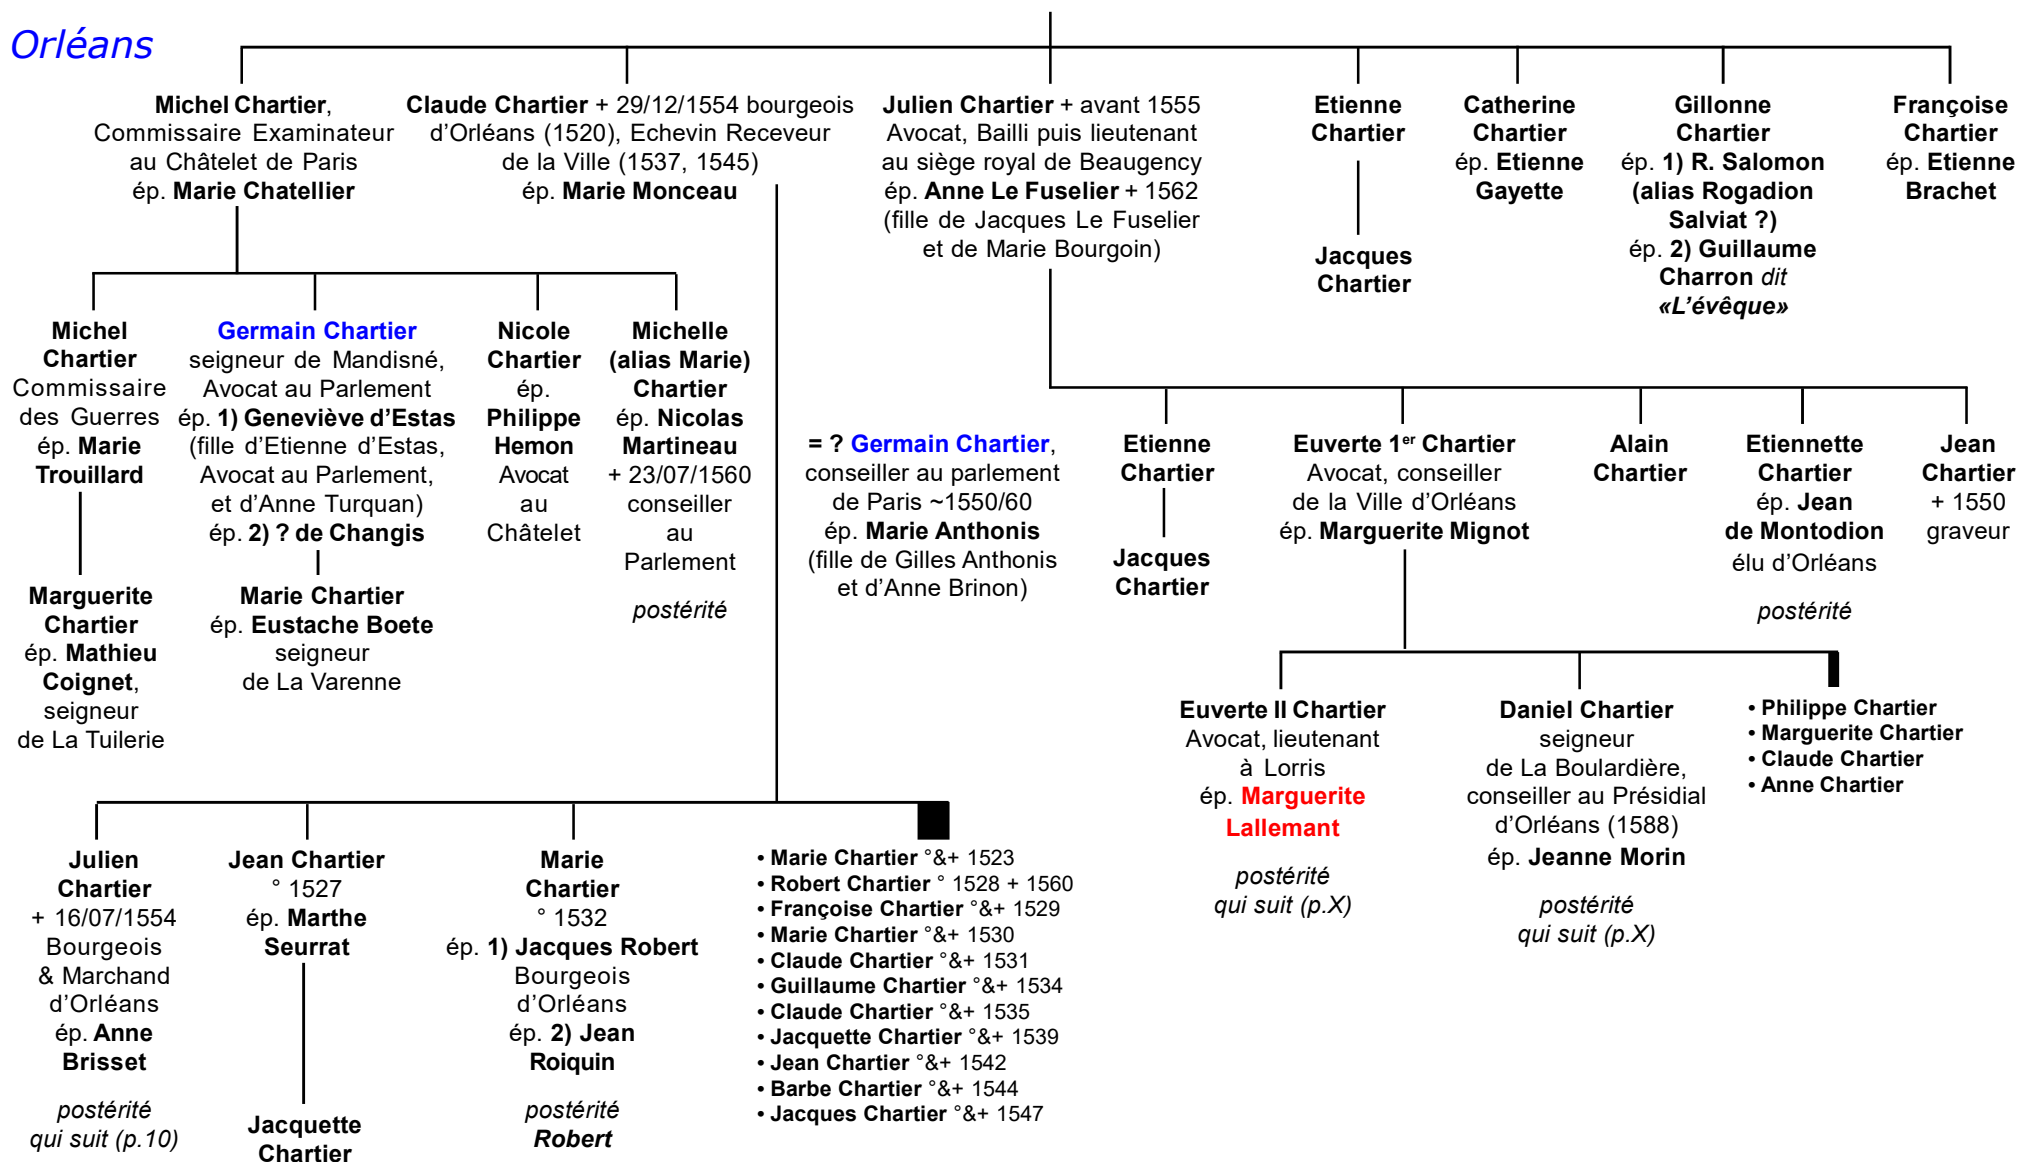 Orléans
Michel Chartier,
Commissaire Examinateur
au Châtelet de Paris
ép. Marie Chatellier
Claude Chartier + 29/12/1554 bourgeois
d’Orléans (1520), Echevin Receveur
de la Ville (1537, 1545)
ép. Marie Monceau
Julien Chartier + avant 1555
Avocat, Bailli puis lieutenant
au siège royal de Beaugency
ép. Anne Le Fuselier + 1562
(fille de Jacques Le Fuselier
et de Marie Bourgoin)
Etienne
Chartier
Jacques
Chartier
Catherine
Chartier
ép. Etienne
Gayette
Gillonne
Chartier
ép. 1) R. Salomon
(alias Rogadion
Salviat ?)
ép. 2) Guillaume
Charron dit
«L’évêque»
Françoise
Chartier
ép. Etienne
Brachet
Michel
Chartier
Commissaire
des Guerres
ép. Marie
Trouillard
Marguerite
Chartier
ép. Mathieu
Coignet,
seigneur
de La Tuilerie
Germain Chartier
seigneur de Mandisné,
Avocat au Parlement
ép. 1) Geneviève d’Estas
(fille d’Etienne d’Estas,
Avocat au Parlement,
et d’Anne Turquan)
ép. 2) ? de Changis
Marie Chartier
ép. Eustache Boete
seigneur
de La Varenne
Nicole
Chartier
ép.
Philippe
Hemon
Avocat
au
Châtelet
Michelle
(alias Marie)
Chartier
ép. Nicolas
Martineau
+ 23/07/1560
conseiller
au
Parlement
postérité
= ? Germain Chartier,
conseiller au parlement
de Paris ~1550/60
ép. Marie Anthonis
(fille de Gilles Anthonis
et d’Anne Brinon)
Etienne
Chartier
Jacques
Chartier
Euverte 1er Chartier
Avocat, conseiller
de la Ville d’Orléans
ép. Marguerite Mignot
Alain
Chartier
Etiennette
Chartier
ép. Jean
de Montodion
élu d’Orléans
postérité
Jean
Chartier
+ 1550
graveur
Euverte II Chartier
Avocat, lieutenant
à Lorris
ép. Marguerite
Lallemant
postérité
qui suit (p.X)
Daniel Chartier
seigneur
de La Boulardière,
conseiller au Présidial
d’Orléans (1588)
ép. Jeanne Morin
postérité
qui suit (p.X)
• Philippe Chartier
• Marguerite Chartier
• Claude Chartier
• Anne Chartier
Julien
Chartier
+ 16/07/1554
Bourgeois
& Marchand
d’Orléans
ép. Anne
Brisset
postérité
qui suit (p.10)
Jean Chartier
° 1527
ép. Marthe
Seurrat
Jacquette
Chartier
Marie
Chartier
° 1532
ép. 1) Jacques Robert
Bourgeois
d’Orléans
ép. 2) Jean
Roiquin
postérité
Robert
• Marie Chartier °&+ 1523
• Robert Chartier ° 1528 + 1560
• Françoise Chartier °&+ 1529
• Marie Chartier °&+ 1530
• Claude Chartier °&+ 1531
• Guillaume Chartier °&+ 1534
• Claude Chartier °&+ 1535
• Jacquette Chartier °&+ 1539
• Jean Chartier °&+ 1542
• Barbe Chartier °&+ 1544
• Jacques Chartier °&+ 1547